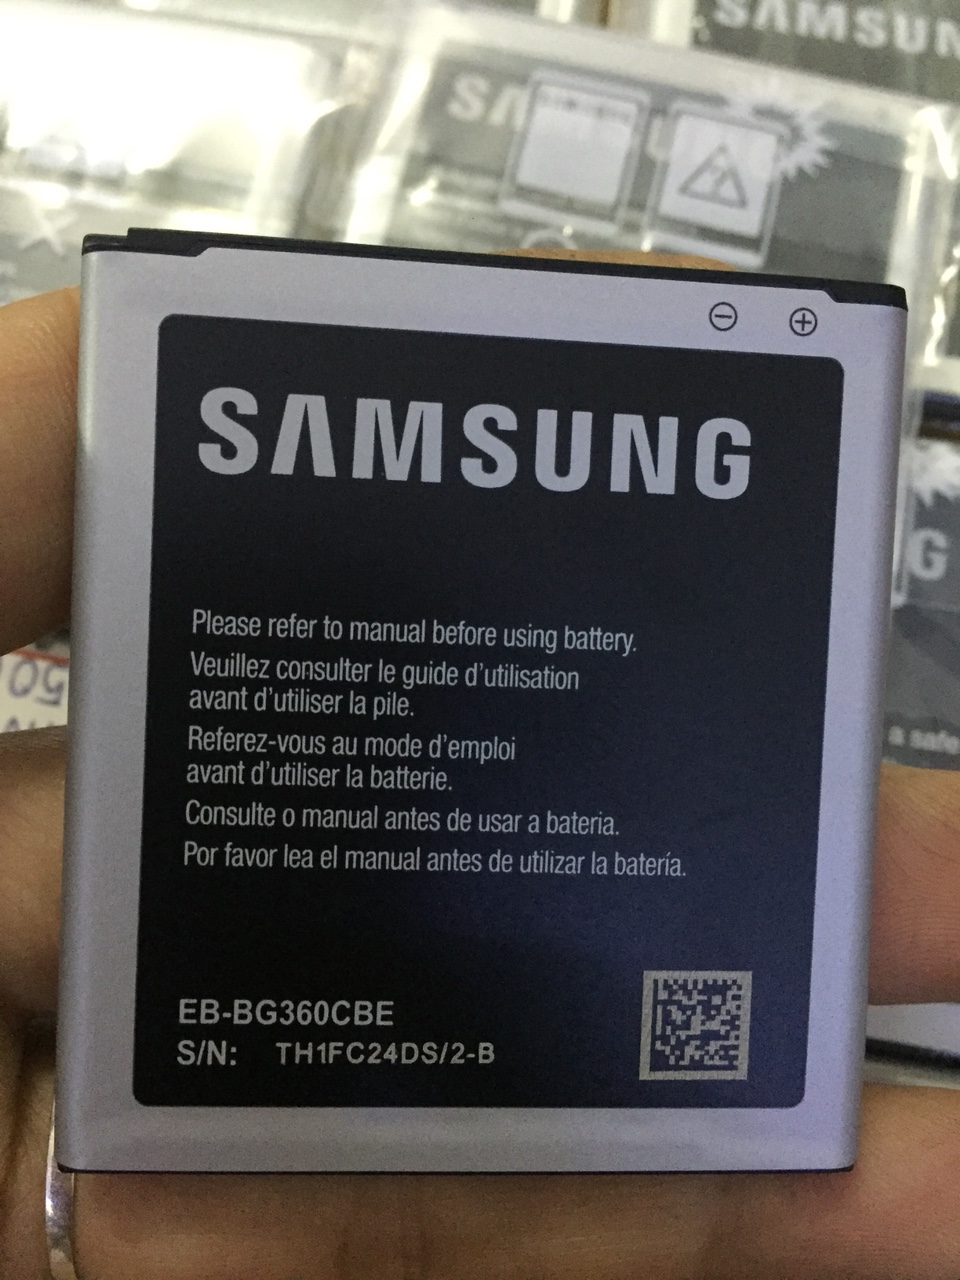 SAMSUNG
SAMSUNG
Please refer to manual before using battery.
Veuillez consulter le guide d'utilisation
avant d'utiliser la pile.
Referez-vous au mode d'emploi
avant d'utiliser la batterie.
Consulte o manual antes de usar a bateria.
Por favor lea el manual antes de utilizar la batería.
EB-BG360CBE
S/N: TH1FC24DS/2-B
a safe